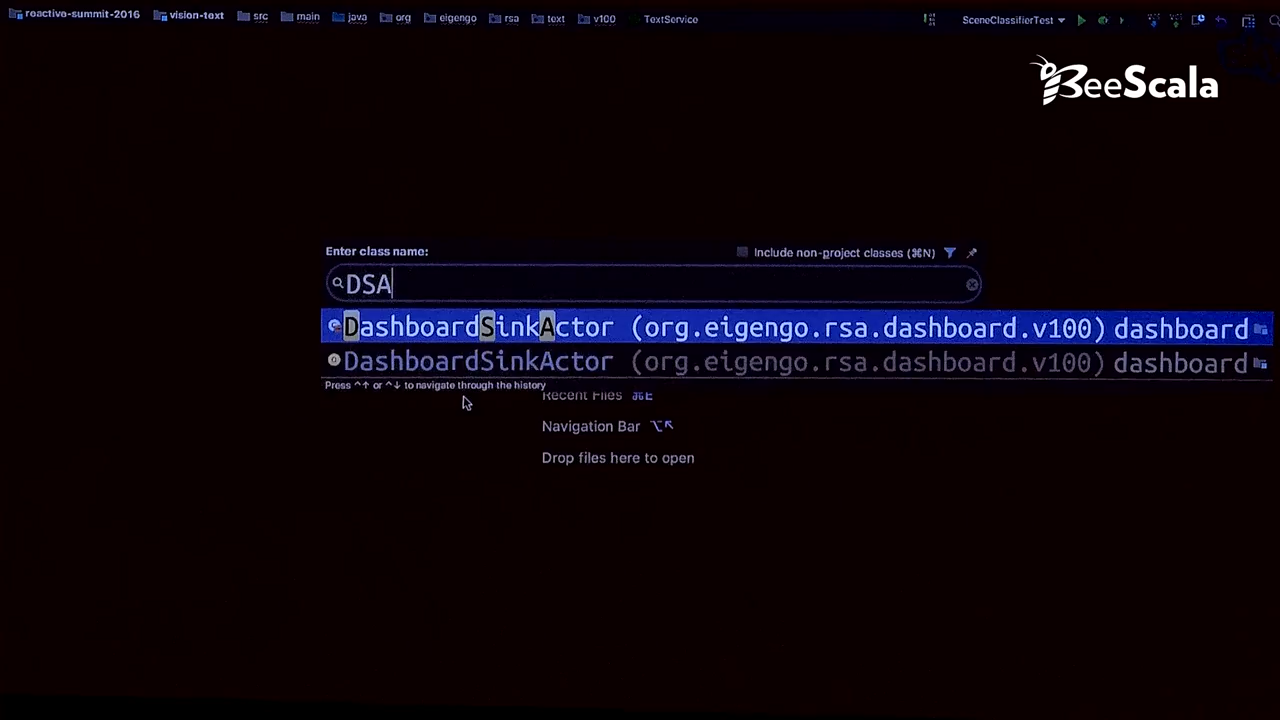 reactive-summit-2016 vision-text src main java org eigengo rsa text v100 TextService SceneClassifierTest
BeeScala
Enter class name: Include non-project classes (⌘N)
DSA
DashboardSinkActor (org.eigengo.rsa.dashboard.v100) dashboard
DashboardSinkActor (org.eigengo.rsa.dashboard.v100) dashboard
Press ^↑ or ^↓ to navigate through the history
Recent Files ⌘E
Navigation Bar ⌥↖
Drop files here to open